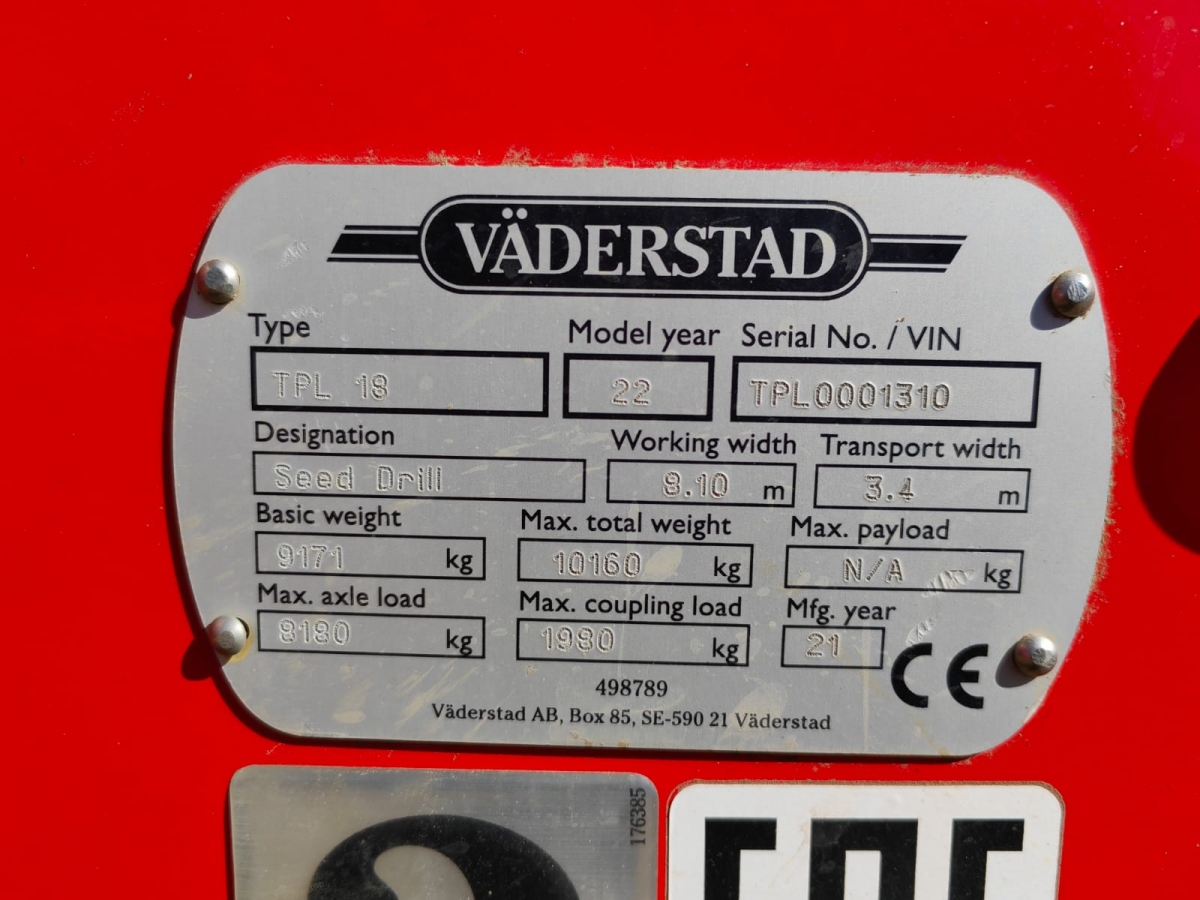 VÄDERSTAD
Type Model year Serial No. / VIN
TPL 18 22 TPL0001310
Designation Working width Transport width
Seed Drill 8.10 m 3.4 m
Basic weight Max. total weight Max. payload
9171 kg 10160 kg N/A kg
Max. axle load Max. coupling load Mfg. year
8180 kg 1980 kg 21
CE
498789
Väderstad AB, Box 85, SE-590 21 Väderstad
176385